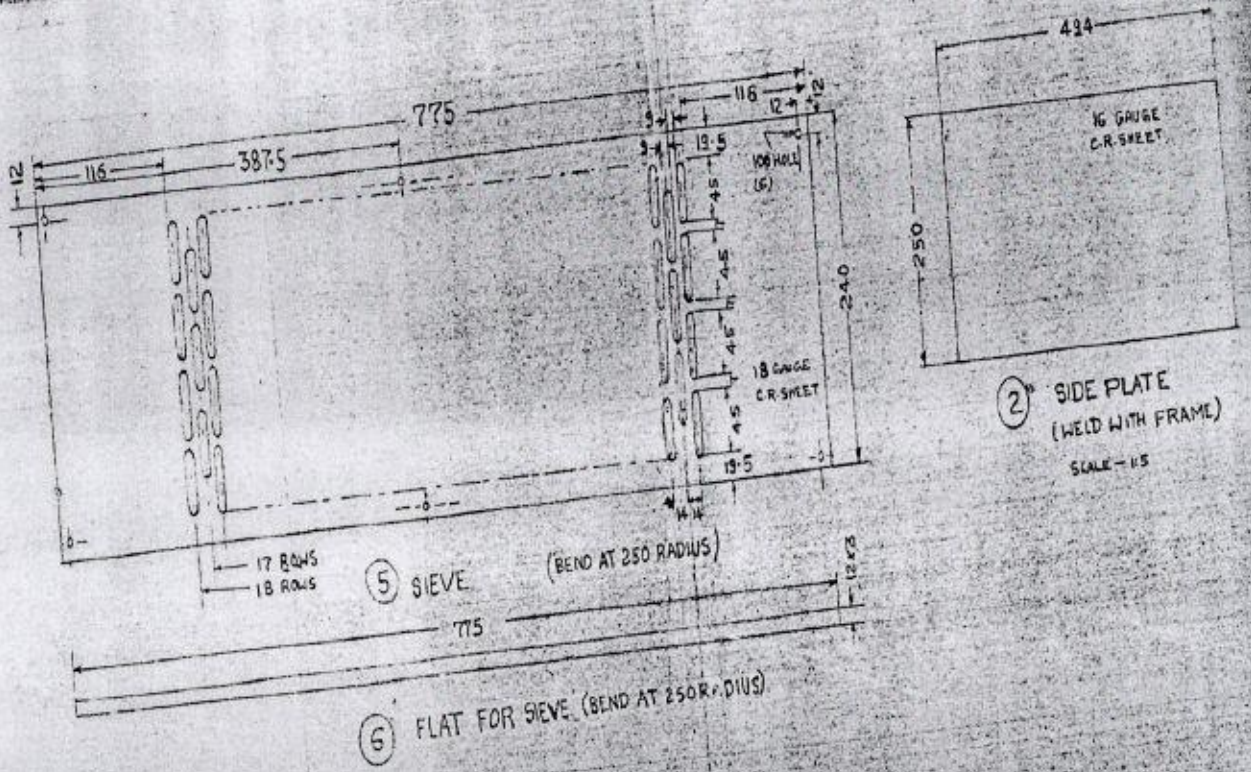 494
16 GAUGE
C.R.SHEET
250
2
SIDE PLATE
(WELD WITH FRAME)
SCALE - 1:5
775
116
12
387.5
116
12
12
9
9
19.5
HOLE
45
45
45
45
240
18 GAUGE
C.R.SHEET
19.5
14 14
17 ROWS
18 ROWS
5 SIEVE
(BEND AT 250 RADIUS)
775
12×3
6 FLAT FOR SIEVE (BEND AT 250 RADIUS)